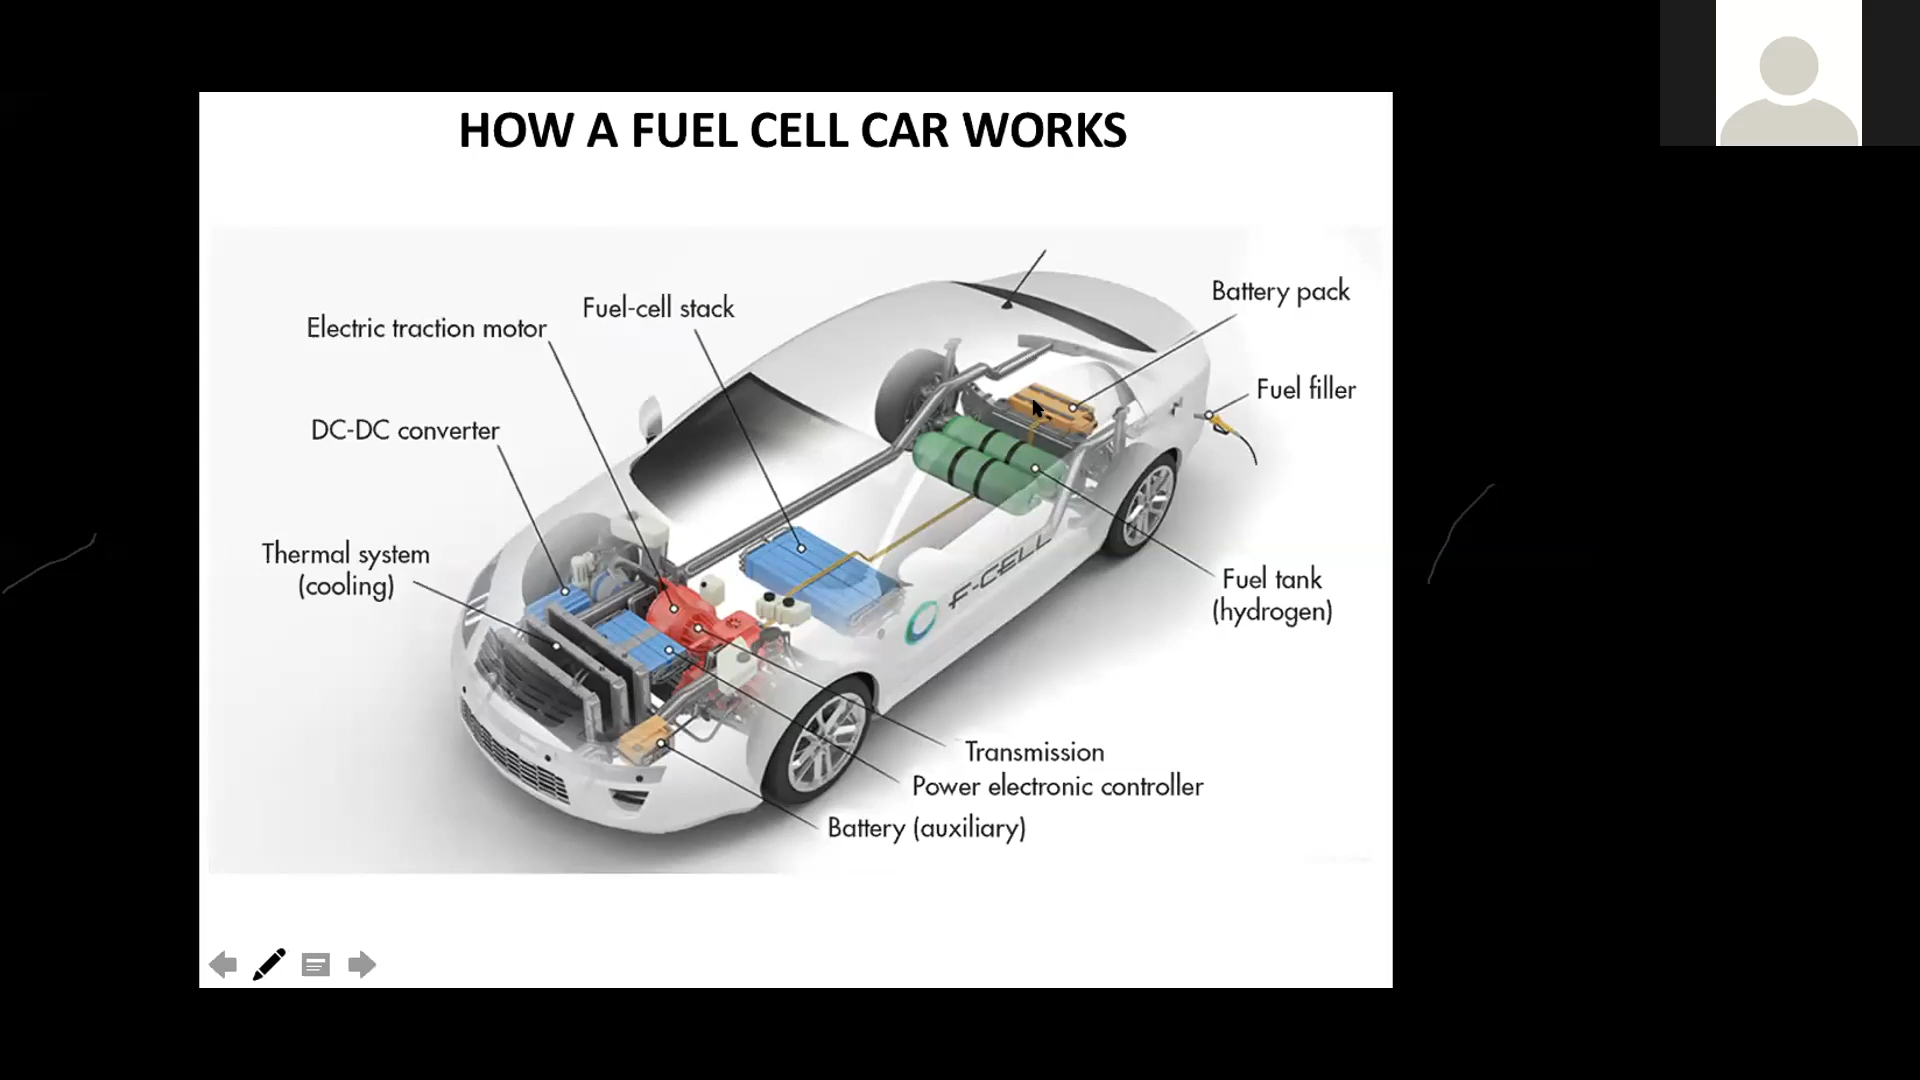 HOW A FUEL CELL CAR WORKS
Battery pack
Fuel-cell stack
Electric traction motor
Fuel filler
DC-DC converter
Thermal system
(cooling)
F-CELL
Fuel tank
(hydrogen)
Transmission
Power electronic controller
Battery (auxiliary)